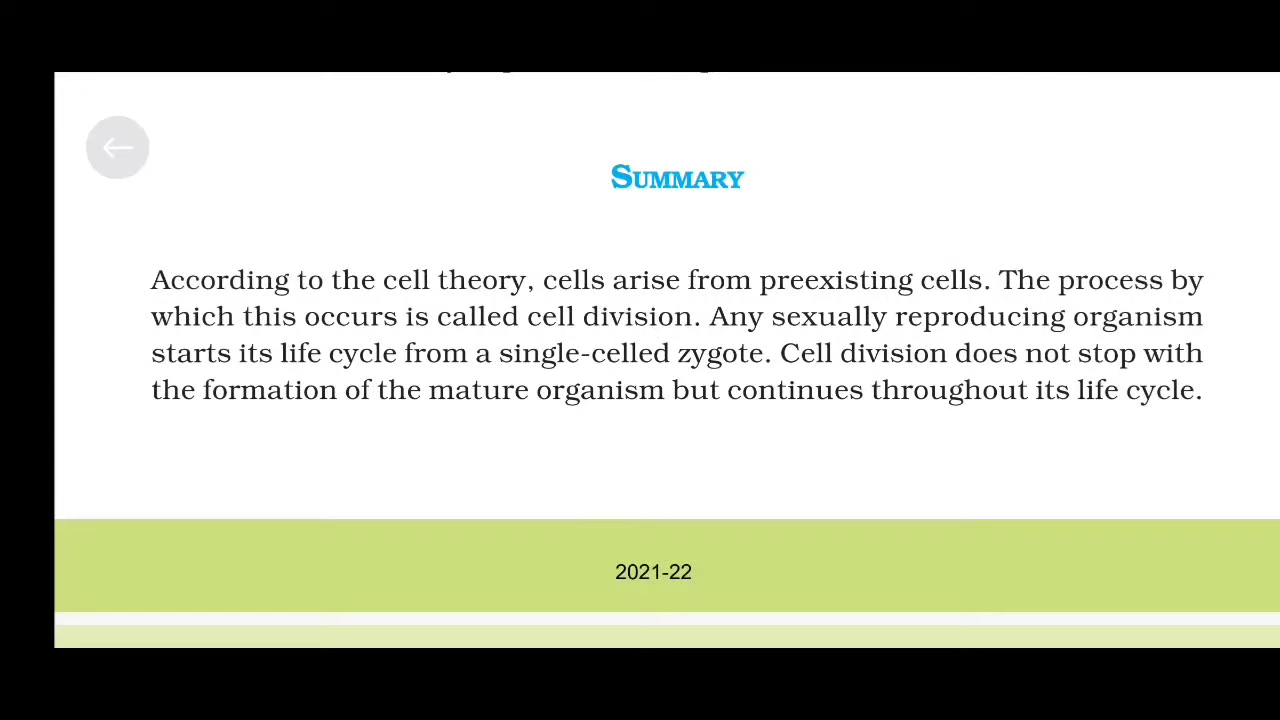 SUMMARY
According to the cell theory, cells arise from preexisting cells. The process by
which this occurs is called cell division. Any sexually reproducing organism
starts its life cycle from a single-celled zygote. Cell division does not stop with
the formation of the mature organism but continues throughout its life cycle.
2021-22